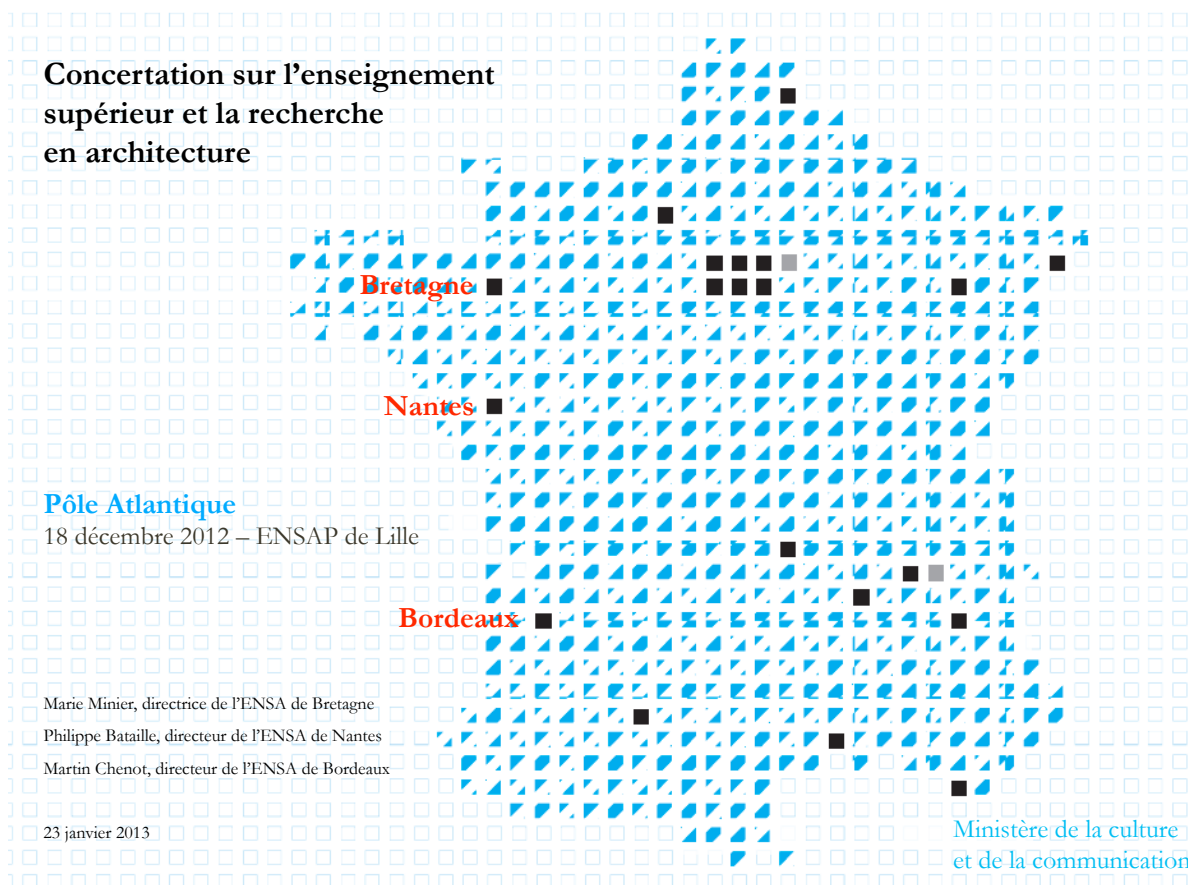 Concertation sur l’enseignement
supérieur et la recherche
en architecture
Bretagne
Nantes
Pôle Atlantique
18 décembre 2012 – ENSAP de Lille
Bordeaux
Marie Minier, directrice de l’ENSA de Bretagne
Philippe Bataille, directeur de l’ENSA de Nantes
Martin Chenot, directeur de l’ENSA de Bordeaux
23 janvier 2013
Ministère de la culture
et de la communication